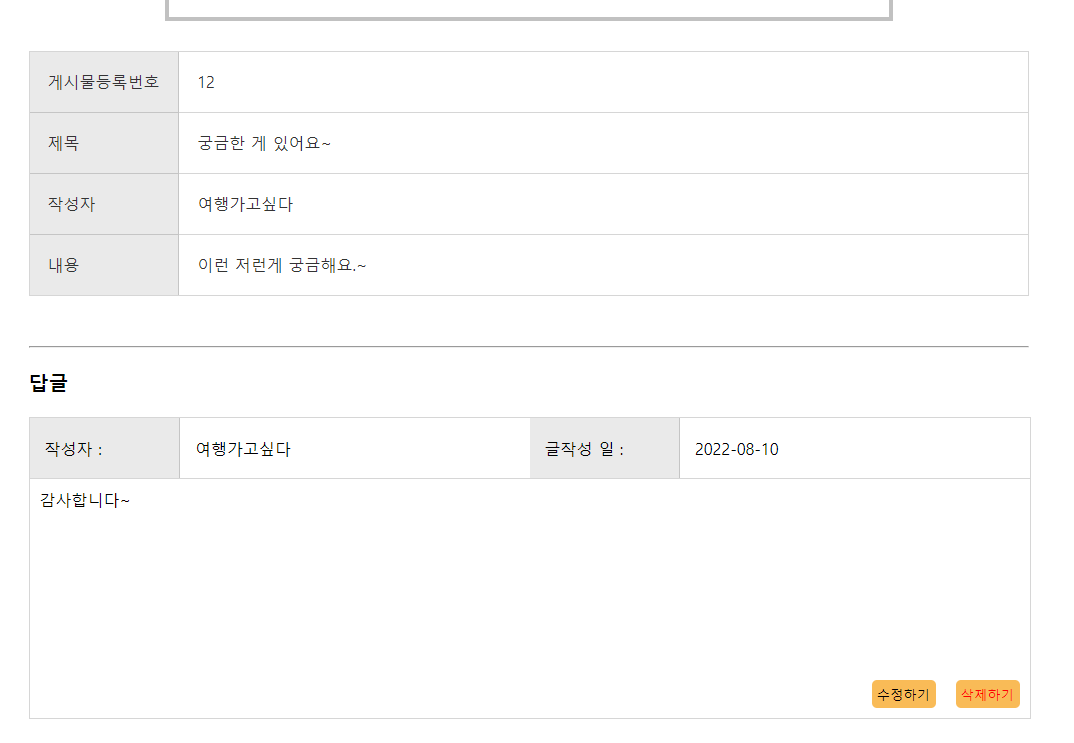 게시물등록번호 12
제목 궁금한 게 있어요~
작성자 여행가고싶다
내용 이런 저런게 궁금해요.~
답글
작성자 : 여행가고싶다 글작성 일 : 2022-08-10
감사합니다~
수정하기 삭제하기